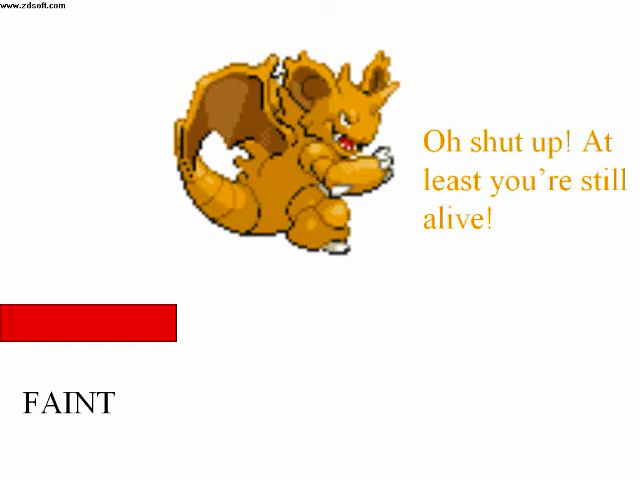 www.zdsoft.com
Oh shut up! At
least you're still
alive!
FAINT